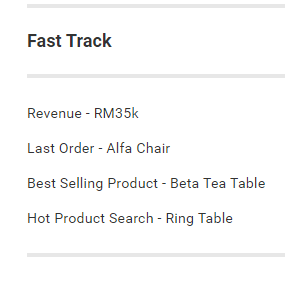 Fast Track
Revenue - RM35k
Last Order - Alfa Chair
Best Selling Product - Beta Tea Table
Hot Product Search - Ring Table